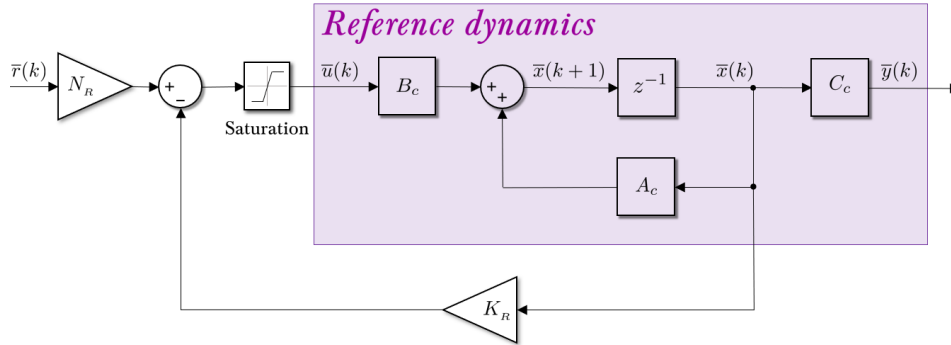 Reference dynamics
r̅(k)
N_R
+
−
Saturation
u̅(k)
B_c
+
+
x̅(k+1)
z⁻¹
x̅(k)
C_c
y̅(k)
A_c
K_R